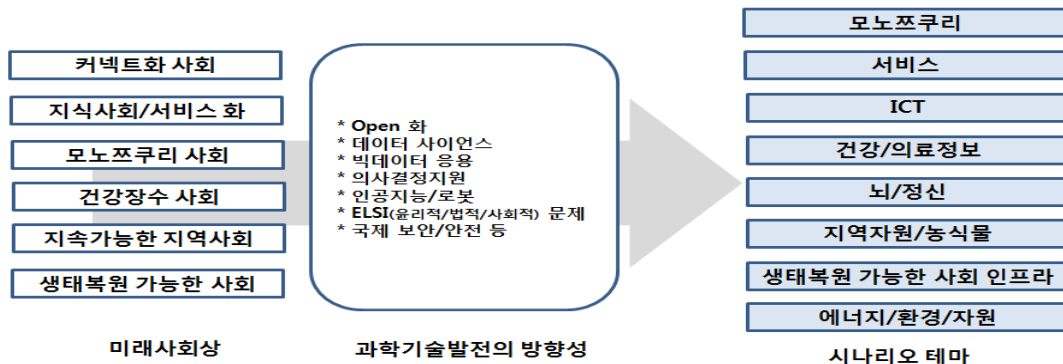 커넥트화 사회
지식사회/서비스 화
모노쯔쿠리 사회
건강장수 사회
지속가능한 지역사회
생태복원 가능한 사회
미래사회상
* Open 화
* 데이터 사이언스
* 빅데이터 응용
* 의사결정지원
* 인공지능/로봇
* ELSI(윤리적/법적/사회적) 문제
* 국제 보안/안전 등
과학기술발전의 방향성
모노쯔쿠리
서비스
ICT
건강/의료정보
뇌/정신
지역자원/농식물
생태복원 가능한 사회 인프라
에너지/환경/자원
시나리오 테마